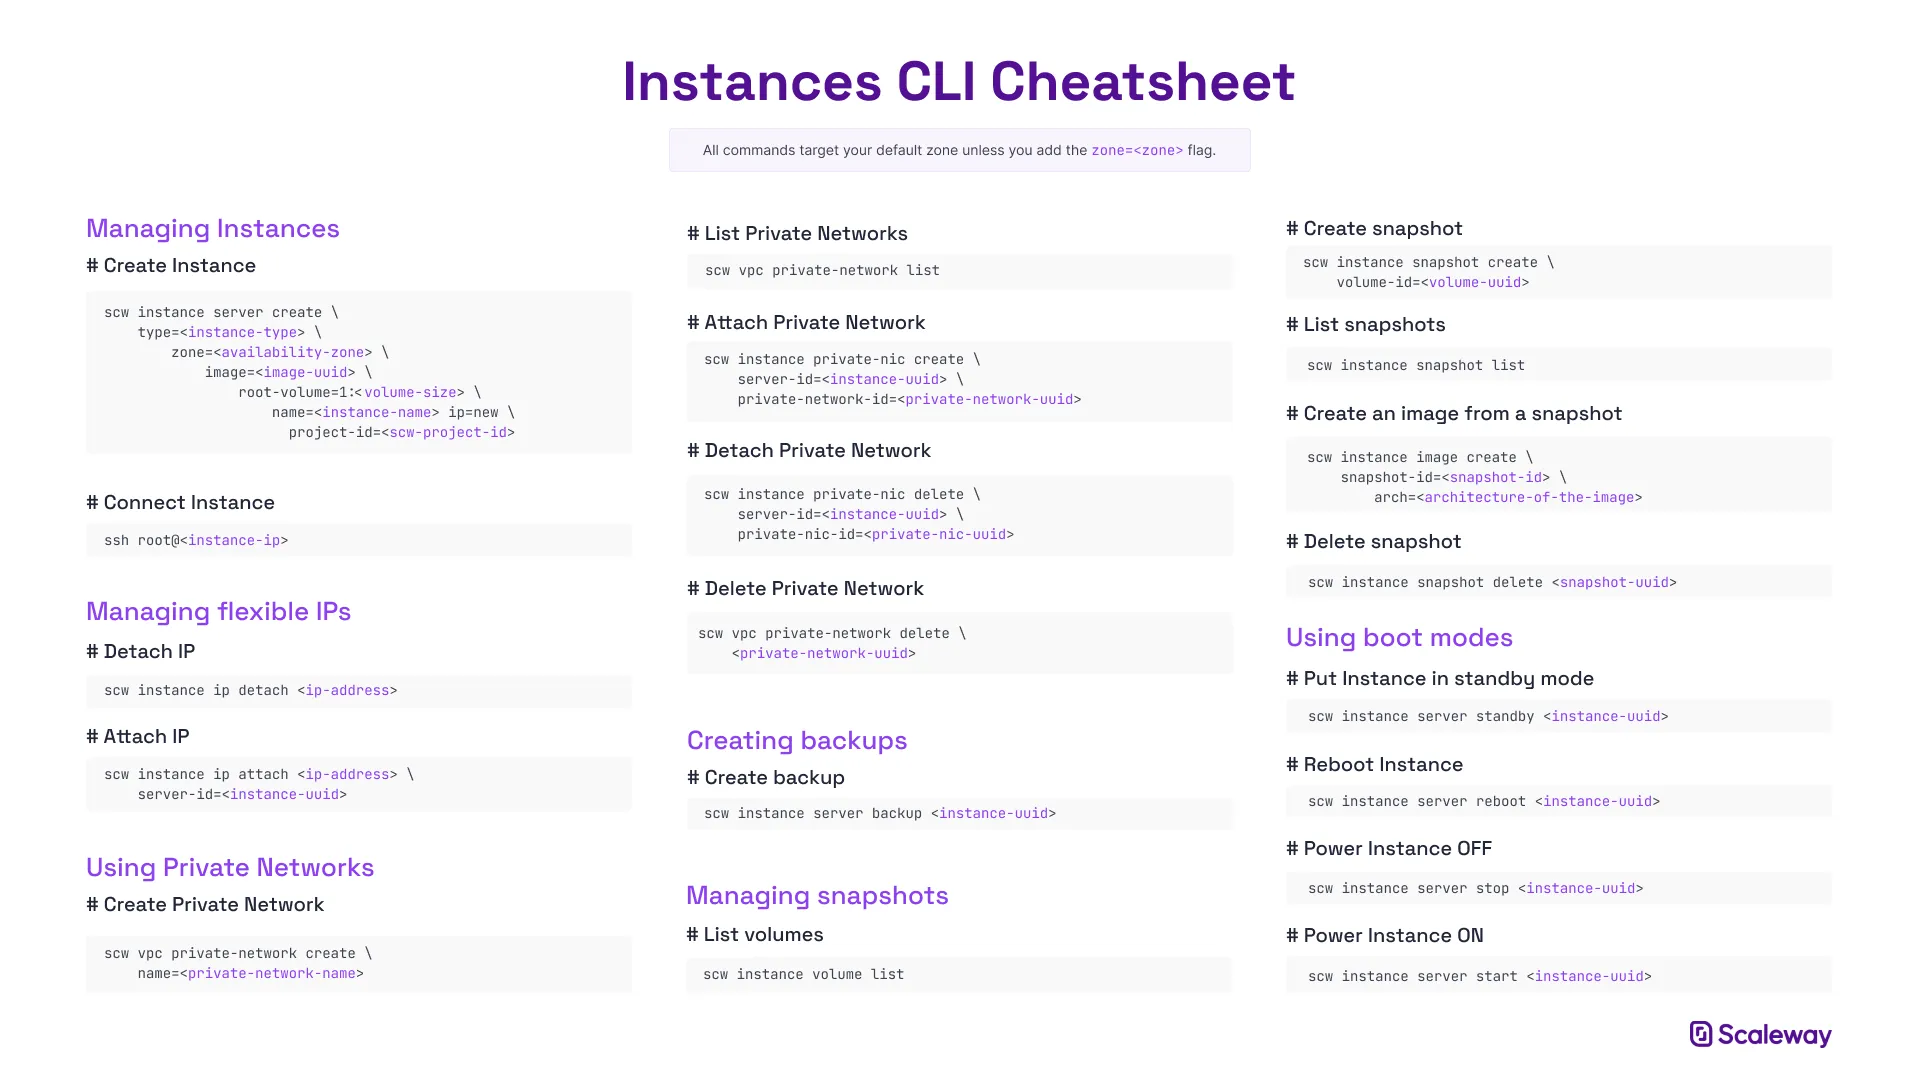 Instances CLI Cheatsheet
All commands target your default zone unless you add the zone=<zone> flag.
Managing Instances
# Create Instance
scw instance server create \
type=<instance-type> \
zone=<availability-zone> \
image=<image-uuid> \
root-volume=1:<volume-size> \
name=<instance-name> ip=new \
project-id=<scw-project-id>
# Connect Instance
ssh root@<instance-ip>
Managing flexible IPs
# Detach IP
scw instance ip detach <ip-address>
# Attach IP
scw instance ip attach <ip-address> \
server-id=<instance-uuid>
Using Private Networks
# Create Private Network
scw vpc private-network create \
name=<private-network-name>
# List Private Networks
scw vpc private-network list
# Attach Private Network
scw instance private-nic create \
server-id=<instance-uuid> \
private-network-id=<private-network-uuid>
# Detach Private Network
scw instance private-nic delete \
server-id=<instance-uuid> \
private-nic-id=<private-nic-uuid>
# Delete Private Network
scw vpc private-network delete \
<private-network-uuid>
Creating backups
# Create backup
scw instance server backup <instance-uuid>
Managing snapshots
# List volumes
scw instance volume list
# Create snapshot
scw instance snapshot create \
volume-id=<volume-uuid>
# List snapshots
scw instance snapshot list
# Create an image from a snapshot
scw instance image create \
snapshot-id=<snapshot-id> \
arch=<architecture-of-the-image>
# Delete snapshot
scw instance snapshot delete <snapshot-uuid>
Using boot modes
# Put Instance in standby mode
scw instance server standby <instance-uuid>
# Reboot Instance
scw instance server reboot <instance-uuid>
# Power Instance OFF
scw instance server stop <instance-uuid>
# Power Instance ON
scw instance server start <instance-uuid>
Scaleway